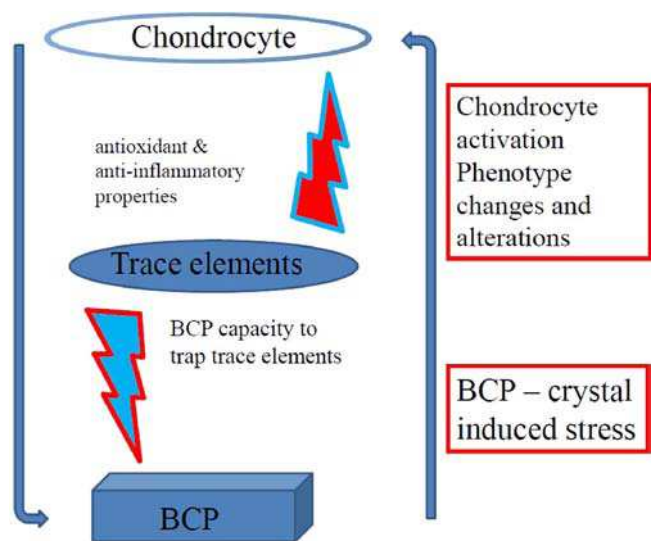 Chondrocyte
antioxidant &
anti-inflammatory
properties
Trace elements
BCP capacity to
trap trace elements
BCP
Chondrocyte
activation
Phenotype
changes and
alterations
BCP – crystal
induced stress